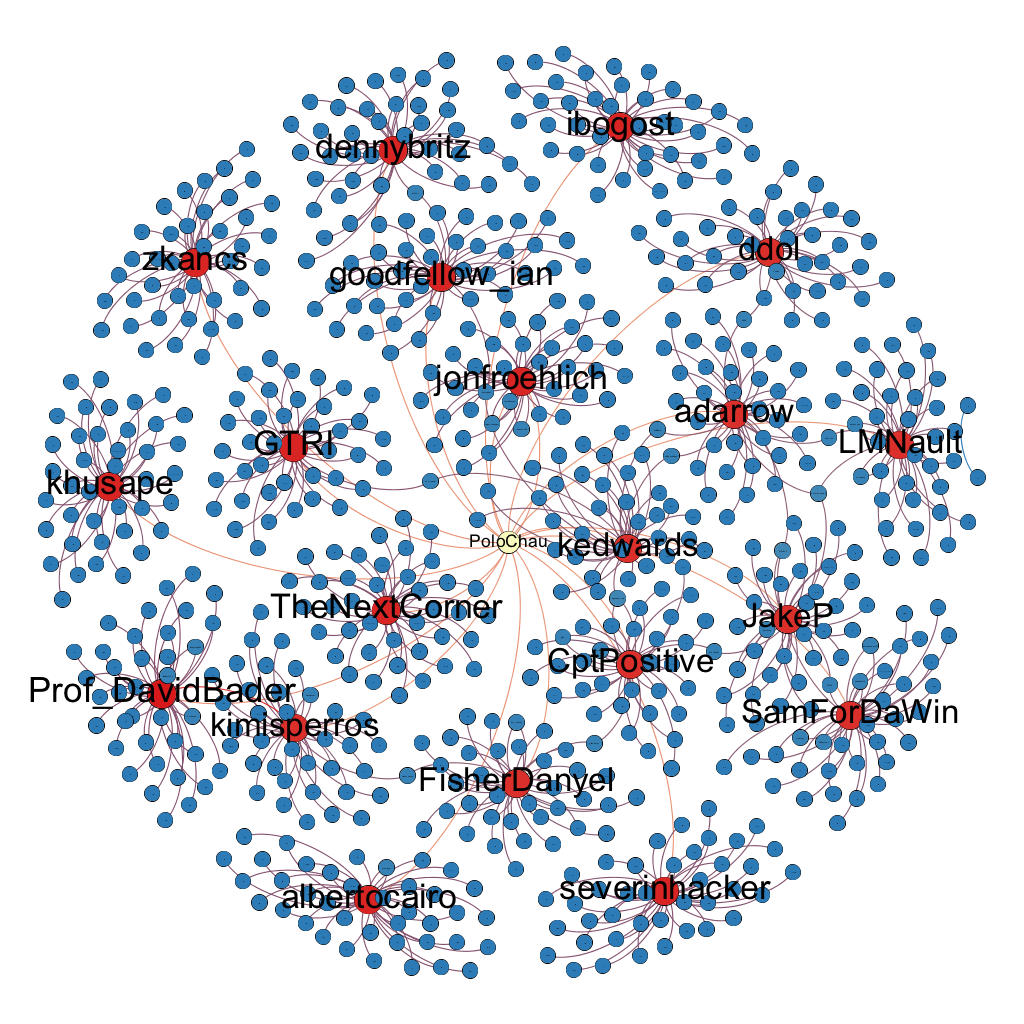 ibogost
dennybritz
ddol
zkancs
goodfellow_ian
jonfroehlich
adarrow
GTRI
LMNault
khusape
PoloChau
kedwards
TheNextCorner
JakeP
CptPositive
Prof_DavidBader
SamForDaWin
kimisperros
FisherDanyel
severinhacker
albertocairo